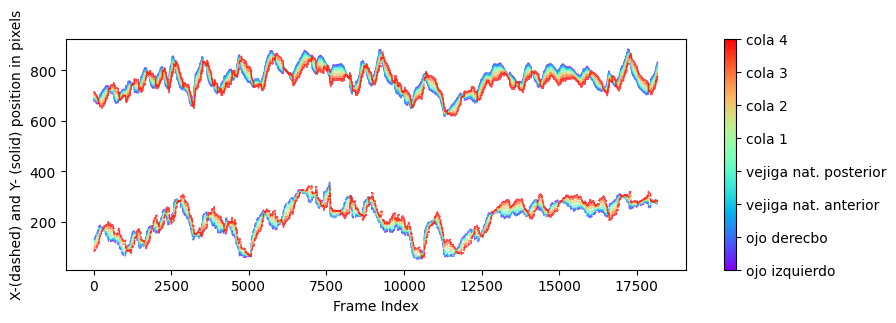 X-(dashed) and Y- (solid) position in pixels
800
600
400
200
0
2500
5000
7500
10000
12500
15000
17500
Frame Index
cola 4
cola 3
cola 2
cola 1
vejiga nat. posterior
vejiga nat. anterior
ojo derecbo
ojo izquierdo